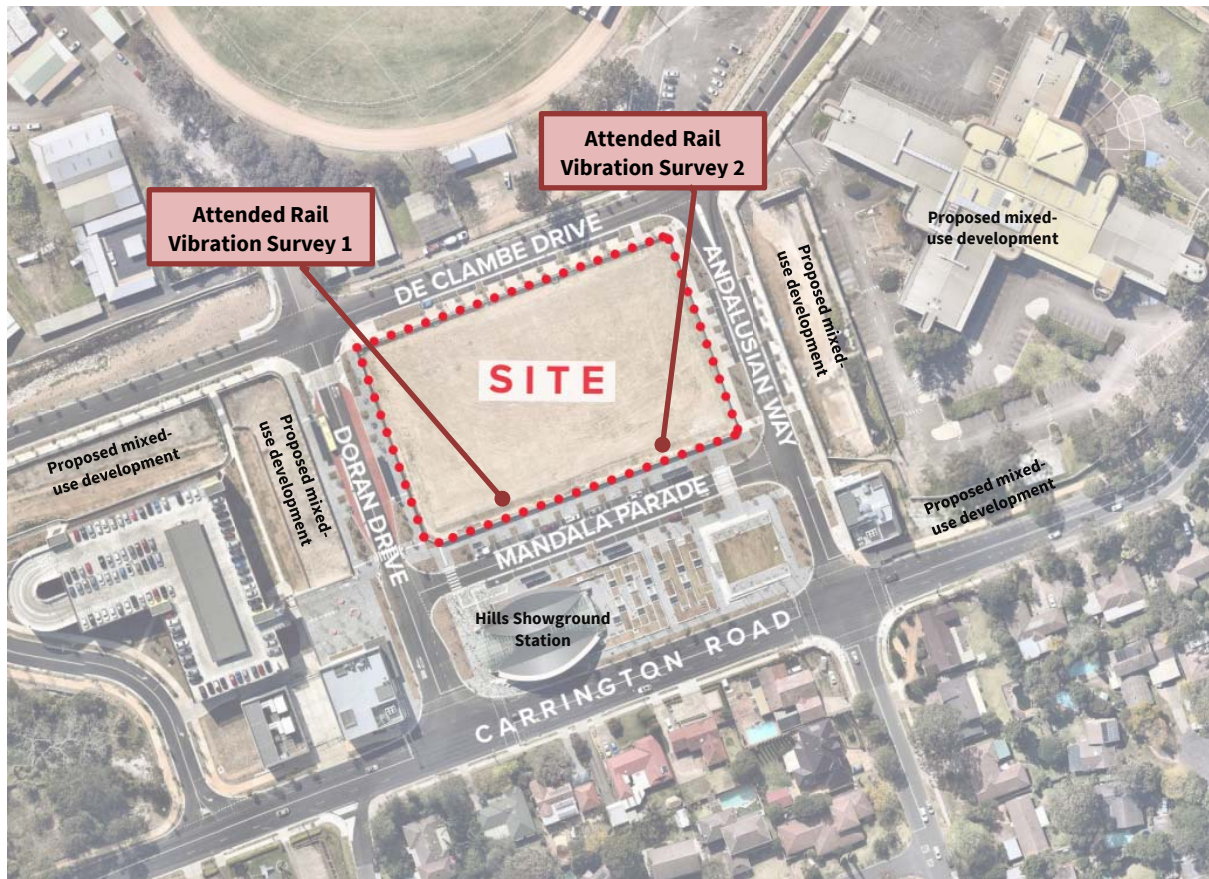 Attended Rail
Vibration Survey 2
Attended Rail
Vibration Survey 1
Proposed mixed-
use development
DE CLAMBE DRIVE
ANDALUSIAN WAY
Proposed mixed-
use development
SITE
DORAN DRIVE
Proposed mixed-
use development
Proposed mixed-
use development
MANDALA PARADE
Proposed mixed-
use development
Hills Showground
Station
CARRINGTON ROAD